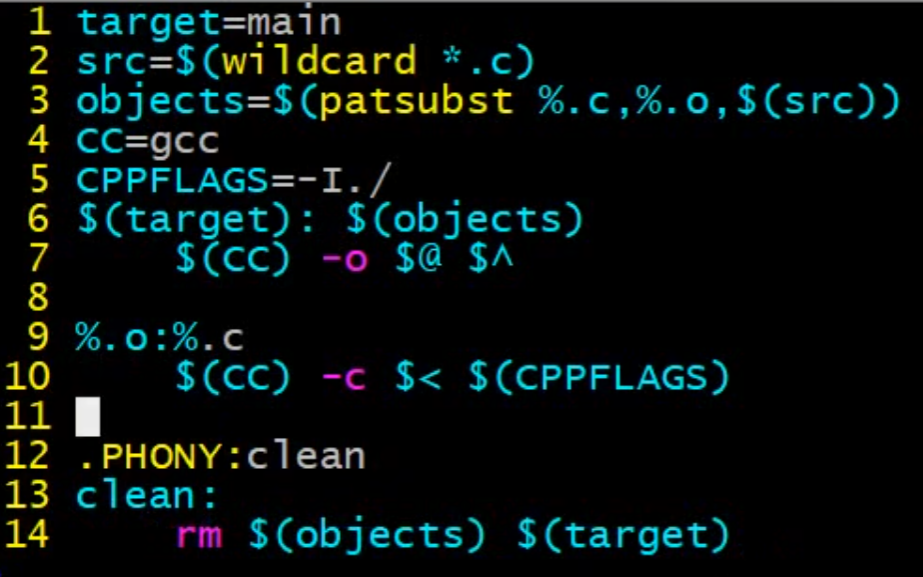 1 target=main
2 src=$(wildcard *.c)
3 objects=$(patsubst %.c,%.o,$(src))
4 CC=gcc
5 CPPFLAGS=-I./
6 $(target): $(objects)
7     $(CC) -o $@ $^
8
9 %.o:%.c
10     $(CC) -c $< $(CPPFLAGS)
11
12 .PHONY:clean
13 clean:
14     rm $(objects) $(target)